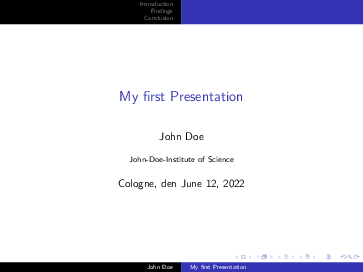 Introduction
Findings
Conclusion
My first Presentation
John Doe
John-Doe-Institute of Science
Cologne, den June 12, 2022
John Doe My first Presentation